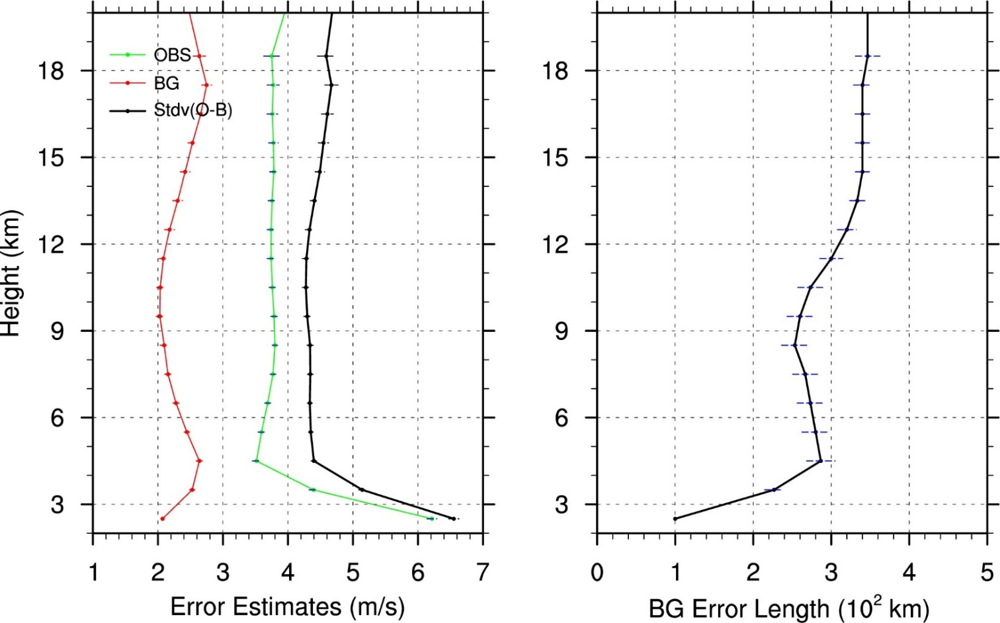 OBS
BG
Stdv(O-B)
Height (km)
18
15
12
9
6
3
1 2 3 4 5 6 7
Error Estimates (m/s)
18
15
12
9
6
3
0 1 2 3 4 5
BG Error Length (10² km)